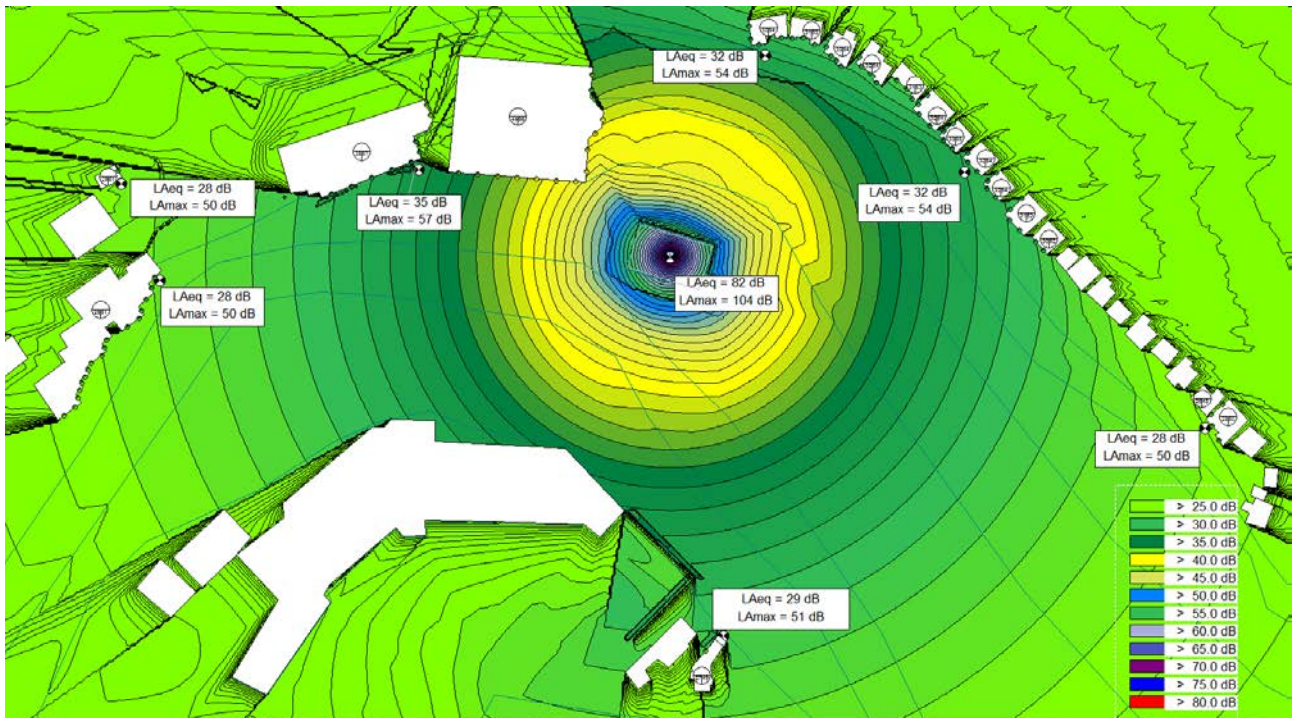 LAeq = 32 dB
LAmax = 54 dB
LAeq = 28 dB
LAmax = 50 dB
LAeq = 35 dB
LAmax = 57 dB
LAeq = 32 dB
LAmax = 54 dB
LAeq = 82 dB
LAmax = 104 dB
LAeq = 28 dB
LAmax = 50 dB
LAeq = 28 dB
LAmax = 50 dB
LAeq = 29 dB
LAmax = 51 dB
> 25.0 dB
> 30.0 dB
> 35.0 dB
> 40.0 dB
> 45.0 dB
> 50.0 dB
> 55.0 dB
> 60.0 dB
> 65.0 dB
> 70.0 dB
> 75.0 dB
> 80.0 dB